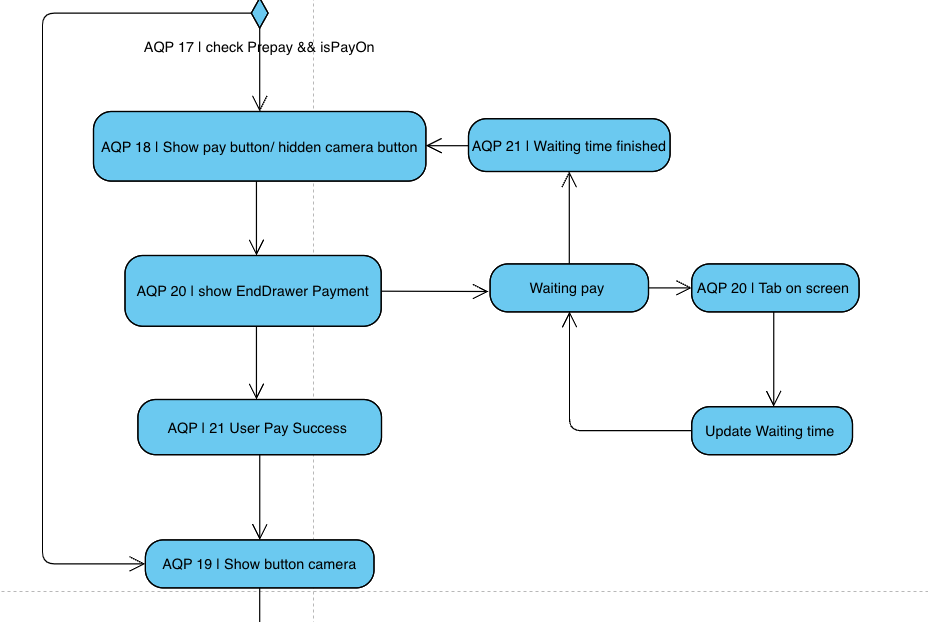 AQP 17 | check Prepay && isPayOn
AQP 18 | Show pay button/ hidden camera button
AQP 21 | Waiting time finished
AQP 20 | show EndDrawer Payment
Waiting pay
AQP 20 | Tab on screen
AQP | 21 User Pay Success
Update Waiting time
AQP 19 | Show button camera